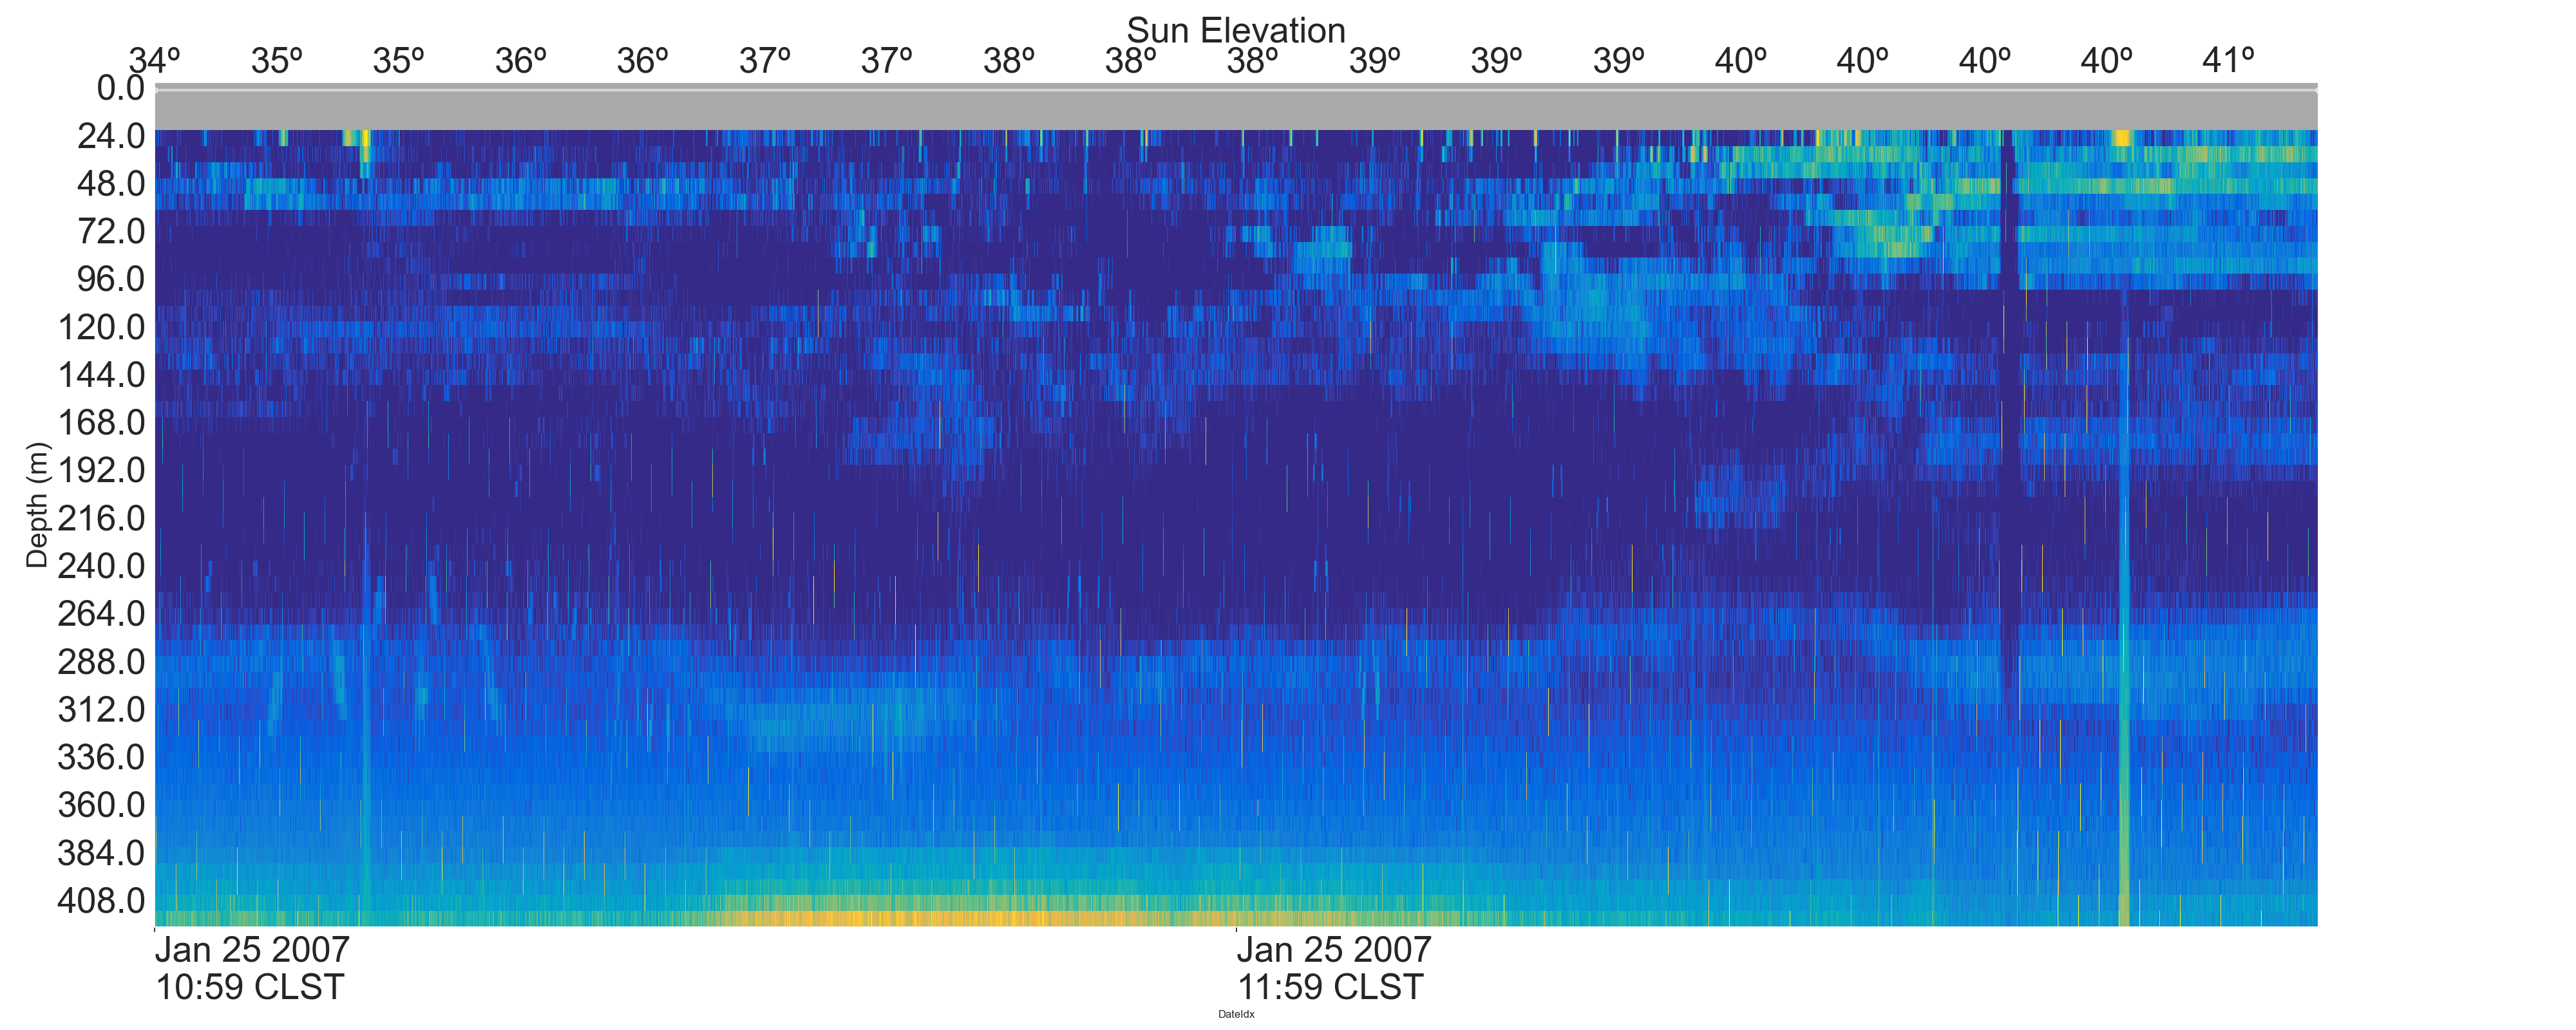 Sun Elevation
34º 35º 35º 36º 36º 37º 37º 38º 38º 38º 39º 39º 39º 40º 40º 40º 40º 41º
0.0
24.0
48.0
72.0
96.0
120.0
144.0
168.0
192.0
216.0
240.0
264.0
288.0
312.0
336.0
360.0
384.0
408.0
Depth (m)
Jan 25 2007
10:59 CLST
Jan 25 2007
11:59 CLST
DateIdx